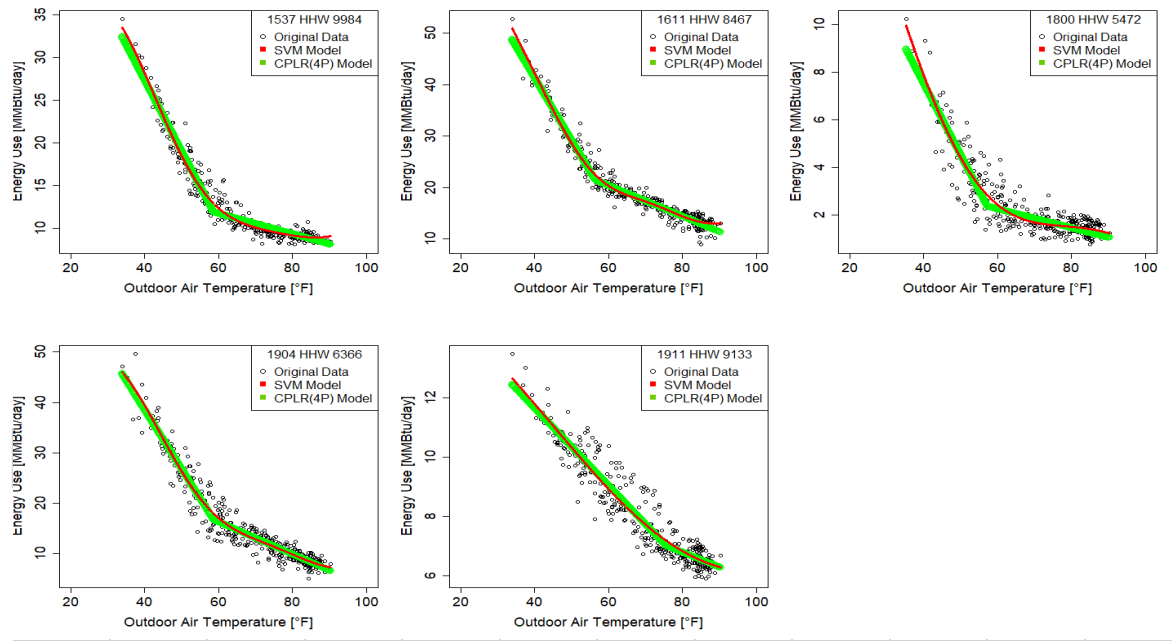 1537 HHW 9984
Original Data
SVM Model
CPLR(4P) Model
Energy Use [MMBtu/day]
35
30
25
20
15
10
20 40 60 80 100
Outdoor Air Temperature [°F]
1611 HHW 8467
Original Data
SVM Model
CPLR(4P) Model
Energy Use [MMBtu/day]
50
40
30
20
10
20 40 60 80 100
Outdoor Air Temperature [°F]
1800 HHW 5472
Original Data
SVM Model
CPLR(4P) Model
Energy Use [MMBtu/day]
10
8
6
4
2
20 40 60 80 100
Outdoor Air Temperature [°F]
1904 HHW 6366
Original Data
SVM Model
CPLR(4P) Model
Energy Use [MMBtu/day]
50
40
30
20
10
20 40 60 80 100
Outdoor Air Temperature [°F]
1911 HHW 9133
Original Data
SVM Model
CPLR(4P) Model
Energy Use [MMBtu/day]
12
10
8
6
20 40 60 80 100
Outdoor Air Temperature [°F]